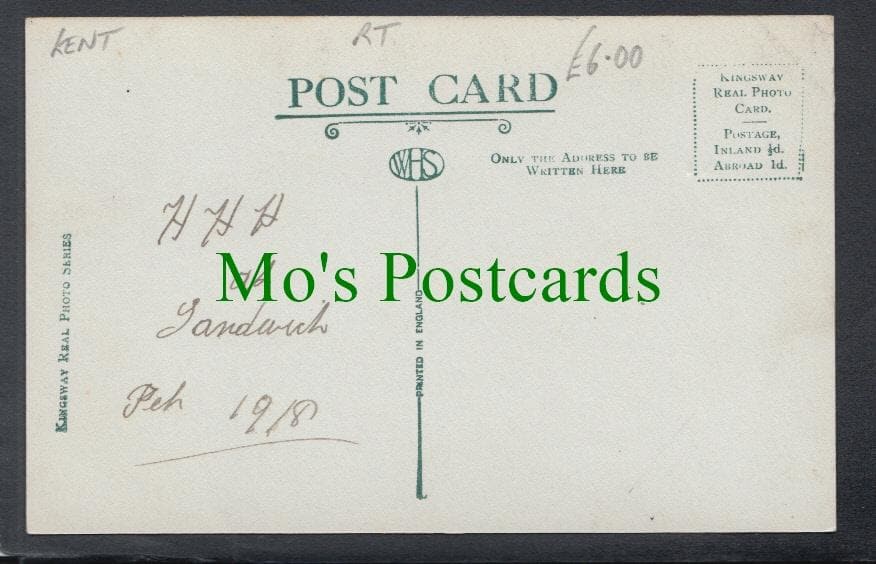 KENT
RT.
£6.00
POST CARD
WHS
ONLY THE ADDRESS TO BE
WRITTEN HERE
KINGSWAY
REAL PHOTO
CARD.
POSTAGE,
INLAND ½d.
ABROAD 1d.
KINGSWAY REAL PHOTO SERIES
H H H
at
Sandwich
Feb 1918
Mo's Postcards
PRINTED IN ENGLAND